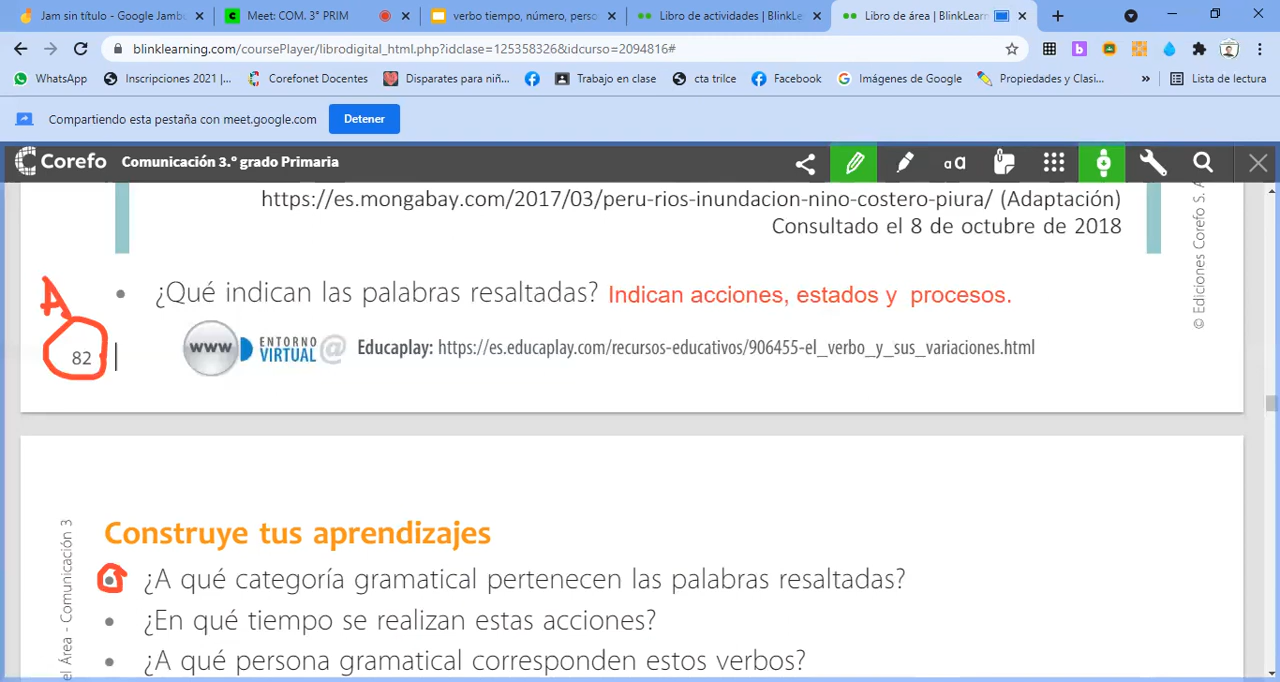 Jam sin título - Google Jamb
Meet: COM. 3° PRIM
verbo tiempo, número, perso
Libro de actividades | BlinkLe
Libro de área | BlinkLearn
blinklearning.com/coursePlayer/librodigital_html.php?idclase=125358326&idcurso=2094816#
WhatsApp
Inscripciones 2021 |...
Corefonet Docentes
Disparates para niñ...
Trabajo en clase
cta trilce
Facebook
Imágenes de Google
Propiedades y Clasi...
»
Lista de lectura
Compartiendo esta pestaña con meet.google.com
Detener
Corefo
Comunicación 3.º grado Primaria
aa
https://es.mongabay.com/2017/03/peru-rios-inundacion-nino-costero-piura/ (Adaptación)
Consultado el 8 de octubre de 2018
© Ediciones Corefo S. A
A
• ¿Qué indican las palabras resaltadas? Indican acciones, estados y procesos.
82
www ENTORNO
VIRTUAL @
Educaplay: https://es.educaplay.com/recursos-educativos/906455-el_verbo_y_sus_variaciones.html
el Área - Comunicación 3
Construye tus aprendizajes
• ¿A qué categoría gramatical pertenecen las palabras resaltadas?
• ¿En qué tiempo se realizan estas acciones?
• ¿A qué persona gramatical corresponden estos verbos?